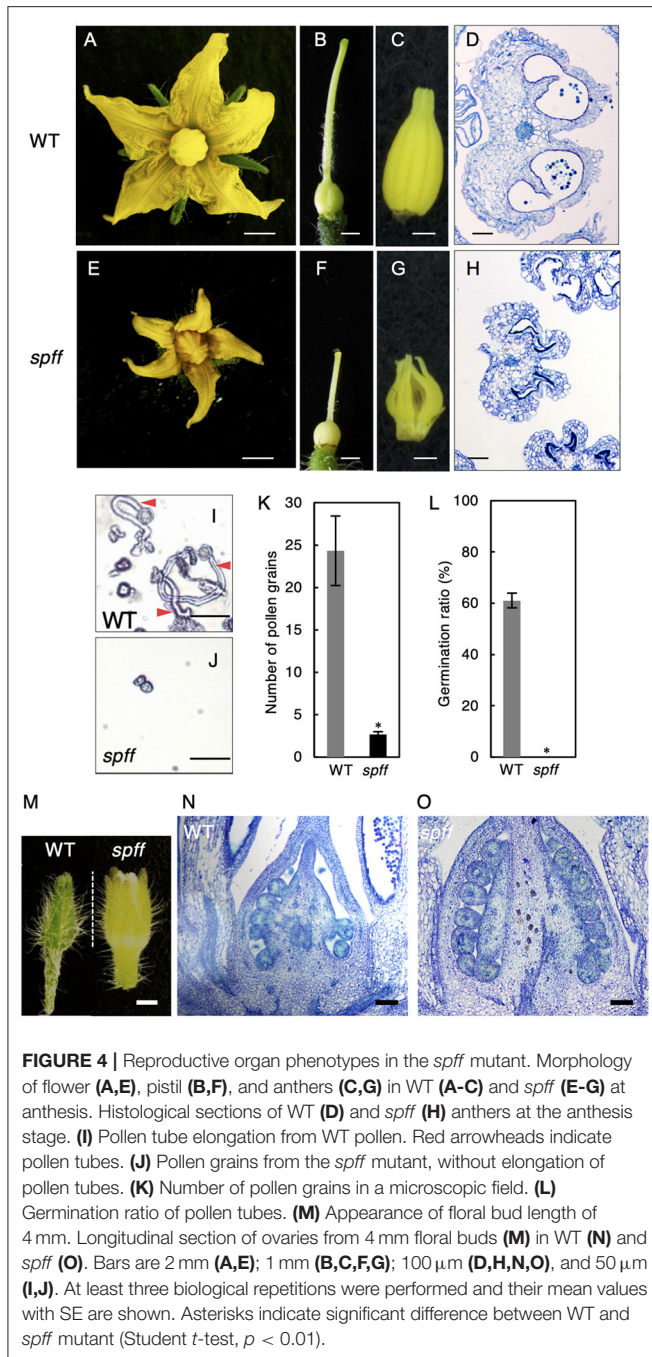 A
B
C
D
WT
E
F
G
H
spff
I
WT
J
spff
K
Number of pollen grains
30
25
20
15
10
5
0
*
WT spff
L
Germination ratio (%)
100
80
60
40
20
0
*
WT spff
M
WT spff
N
WT
O
spff
FIGURE 4 | Reproductive organ phenotypes in the spff mutant. Morphology
of flower (A,E), pistil (B,F), and anthers (C,G) in WT (A-C) and spff (E-G) at
anthesis. Histological sections of WT (D) and spff (H) anthers at the anthesis
stage. (I) Pollen tube elongation from WT pollen. Red arrowheads indicate
pollen tubes. (J) Pollen grains from the spff mutant, without elongation of
pollen tubes. (K) Number of pollen grains in a microscopic field. (L)
Germination ratio of pollen tubes. (M) Appearance of floral bud length of
4 mm. Longitudinal section of ovaries from 4 mm floral buds (M) in WT (N) and
spff (O). Bars are 2 mm (A,E); 1 mm (B,C,F,G); 100 μm (D,H,N,O), and 50 μm
(I,J). At least three biological repetitions were performed and their mean values
with SE are shown. Asterisks indicate significant difference between WT and
spff mutant (Student t-test, p < 0.01).